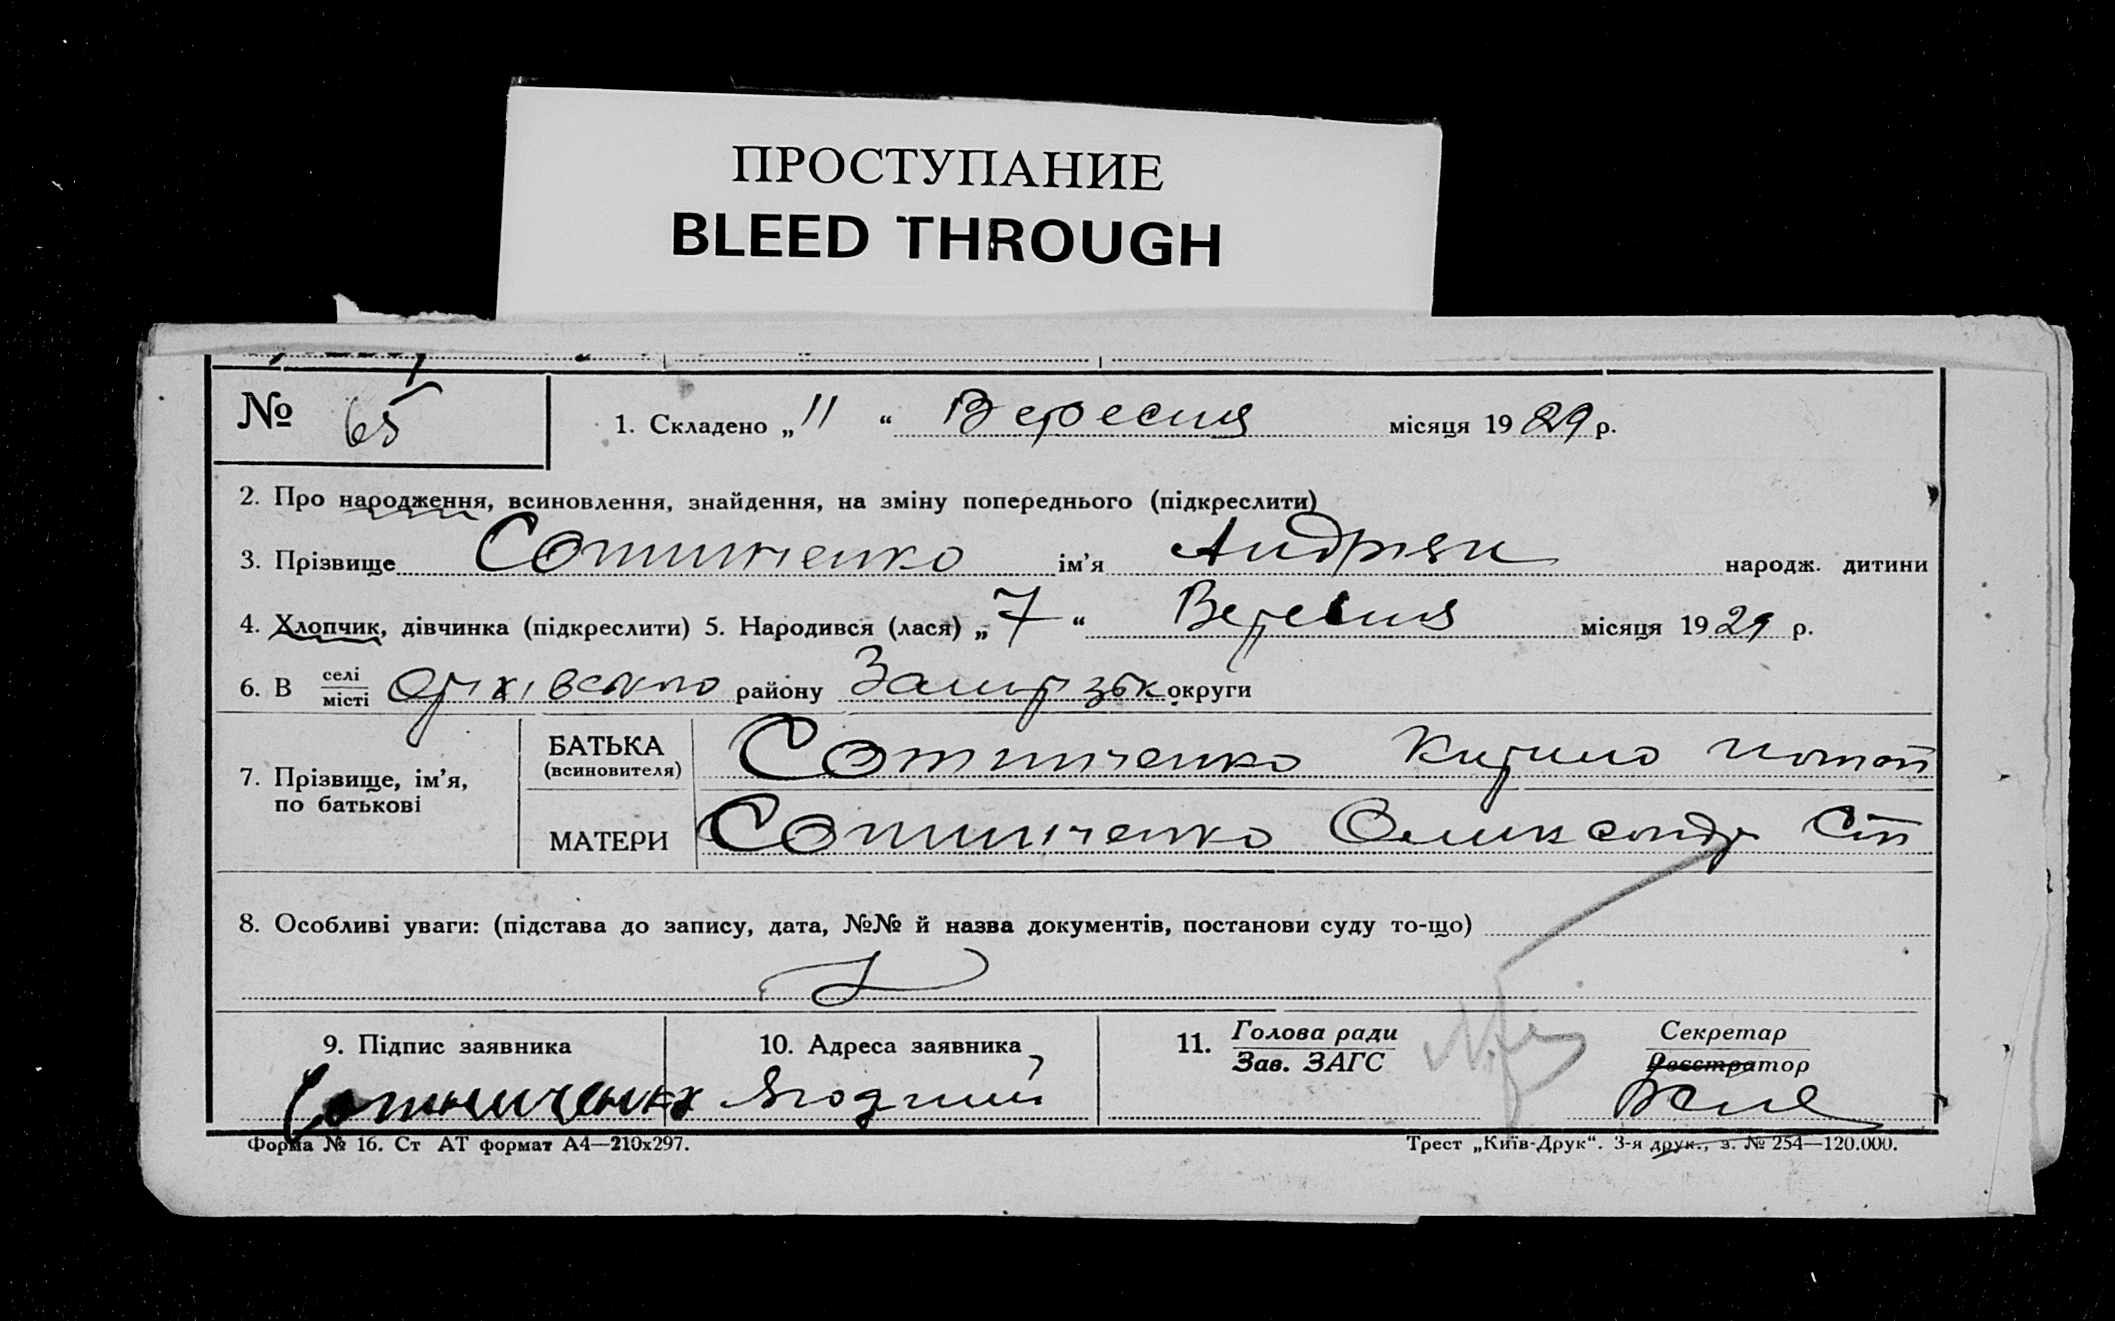 ПРОСТУПАНИЕ
BLEED THROUGH
№ 65
1. Складено „ 11 “ Вересня місяця 1929 р.
2. Про народження, всиновлення, знайдення, на зміну попереднього (підкреслити)
3. Прізвище Сотниченко ім’я Андріян народж. дитини
4. Хлопчик, дівчинка (підкреслити) 5. Народився (лася) „ 7 “ Вересня місяця 1929 р.
6. В селі місті Оріхівського району Запорізьк округи
7. Прізвище, ім’я, по батькові
БАТЬКА (всиновителя) Сотниченко Кирило Потап
МАТЕРИ Сотниченко Олександр Ст
8. Особливі уваги: (підстава до запису, дата, №№ й назва документів, постанови суду то-що)
9. Підпис заявника
10. Адреса заявника
11. Голова ради Зав. ЗАГС
Секретар Реєстратор
Сотниченко
Форма № 16. Ст АТ формат А4—210х297.
Трест „Київ-Друк“. 3-я друк., з. № 254—120.000.